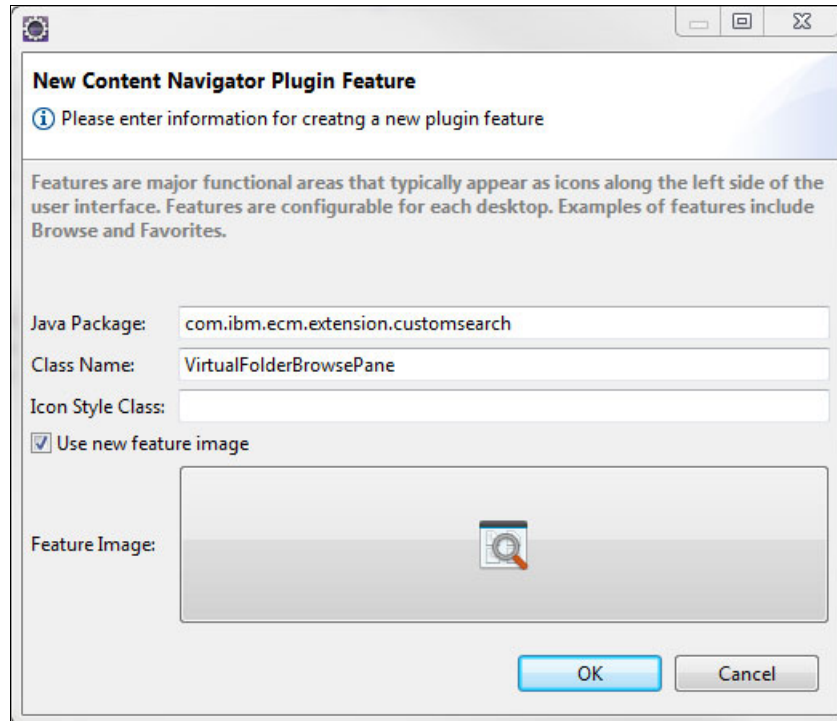 New Content Navigator Plugin Feature
Please enter information for creatng a new plugin feature
Features are major functional areas that typically appear as icons along the left side of the
user interface. Features are configurable for each desktop. Examples of features include
Browse and Favorites.
Java Package: com.ibm.ecm.extension.customsearch
Class Name: VirtualFolderBrowsePane
Icon Style Class:
Use new feature image
Feature Image:
OK Cancel